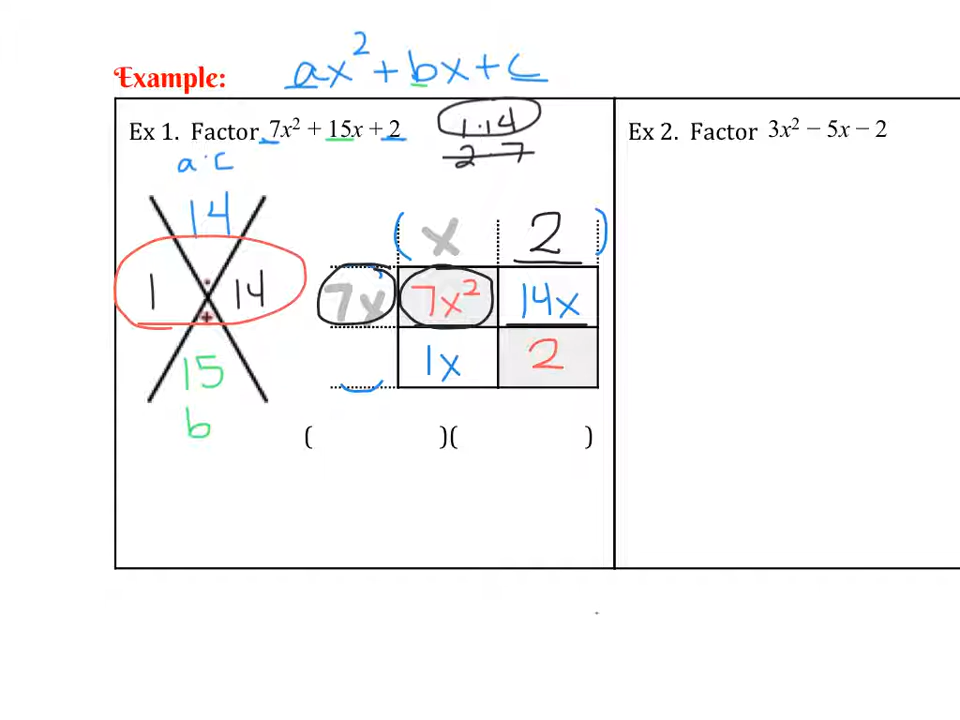 Example: ax² + bx + c
Ex 1. Factor 7x² + 15x + 2
1·14
2·7
a·c
14
1 14
+
15
b
( x 2 )
7x 7x² 14x
1x 2
( )( )
Ex 2. Factor 3x² − 5x − 2